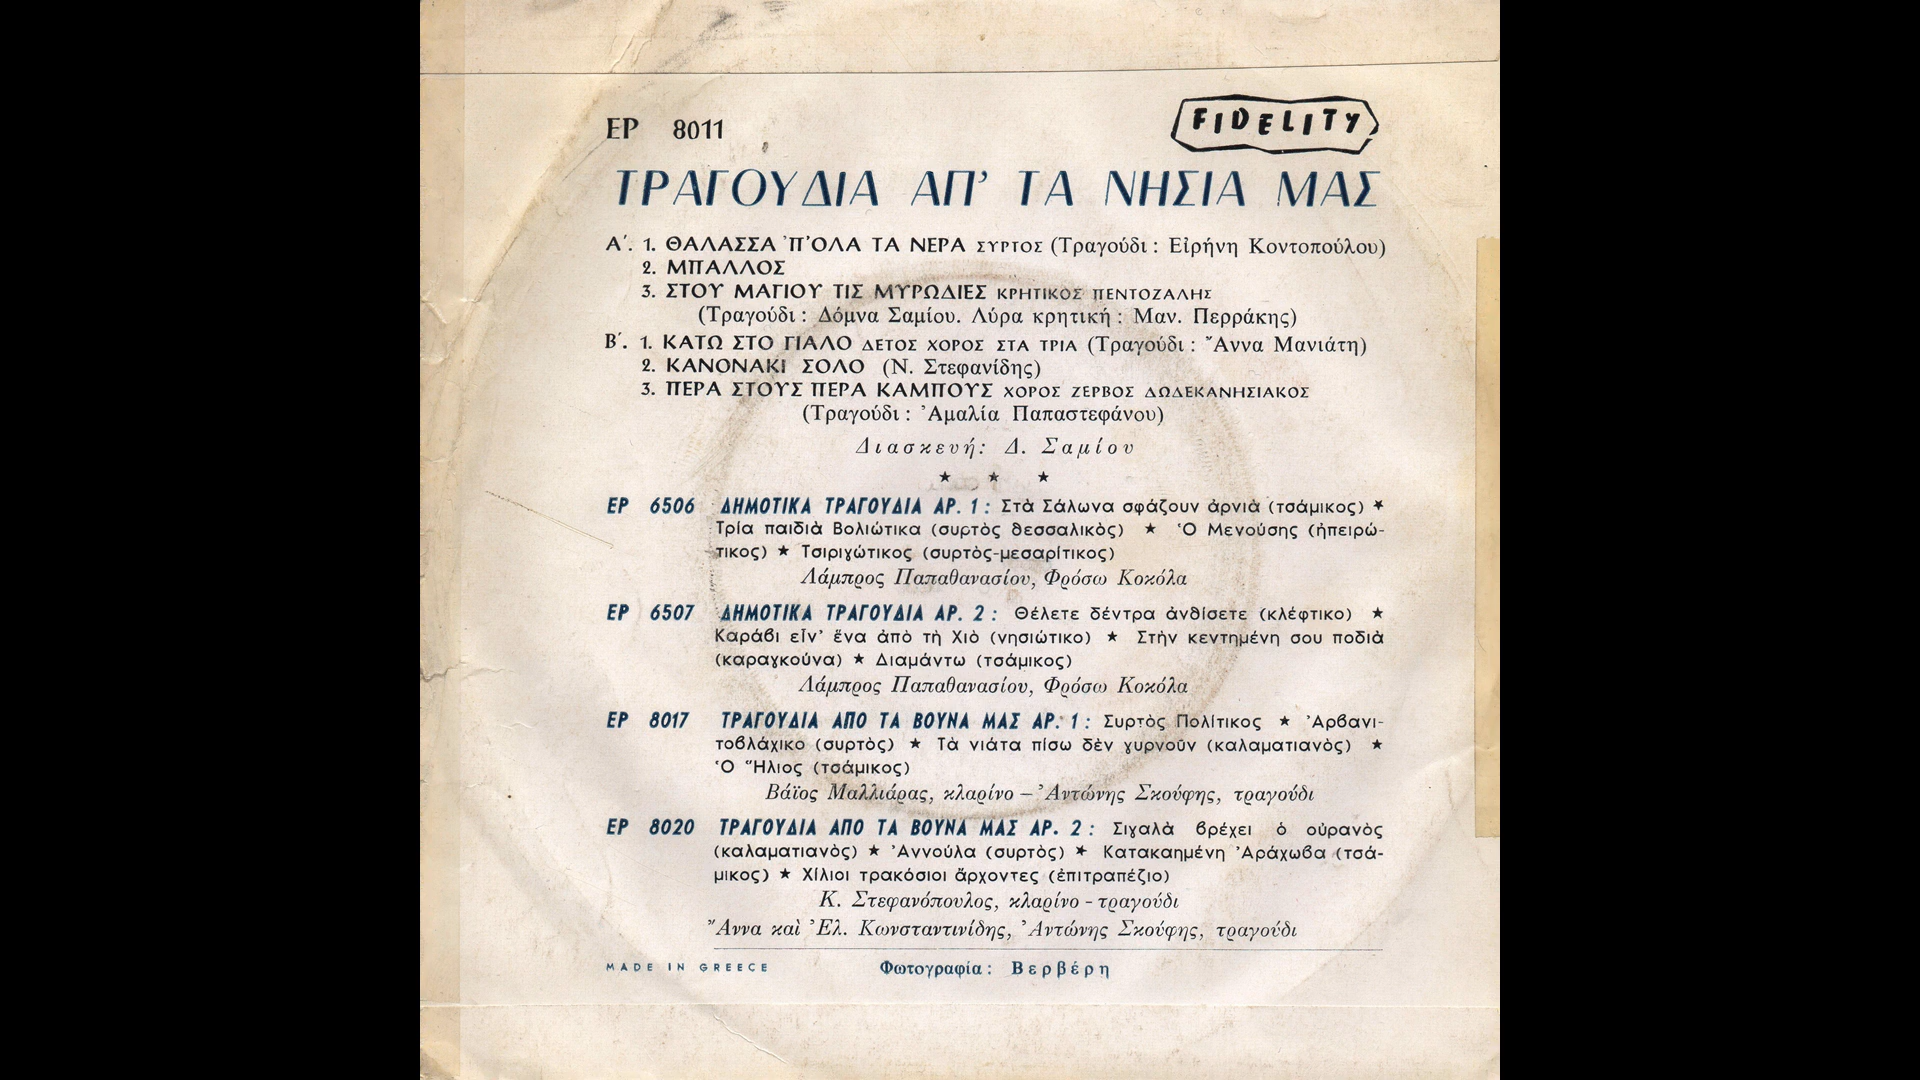 EP 8011
FIDELITY
ΤΡΑΓΟΥΔΙΑ ΑΠ' ΤΑ ΝΗΣΙΑ ΜΑΣ
Α΄. 1. ΘΑΛΑΣΣΑ 'Π'ΟΛΑ ΤΑ ΝΕΡΑ ΣΥΡΤΟΣ (Τραγούδι : Εἰρήνη Κοντοπούλου)
2. ΜΠΑΛΛΟΣ
3. ΣΤΟΥ ΜΑΓΙΟΥ ΤΙΣ ΜΥΡΩΔΙΕΣ ΚΡΗΤΙΚΟΣ ΠΕΝΤΟΖΑΛΗΣ
(Τραγούδι : Δόμνα Σαμίου. Λύρα κρητική : Μαν. Περράκης)
Β΄. 1. ΚΑΤΩ ΣΤΟ ΓΙΑΛΟ ΔΕΤΟΣ ΧΟΡΟΣ ΣΤΑ ΤΡΙΑ (Τραγούδι : Ἄννα Μανιάτη)
2. ΚΑΝΟΝΑΚΙ ΣΟΛΟ (Ν. Στεφανίδης)
3. ΠΕΡΑ ΣΤΟΥΣ ΠΕΡΑ ΚΑΜΠΟΥΣ ΧΟΡΟΣ ΖΕΡΒΟΣ ΔΩΔΕΚΑΝΗΣΙΑΚΟΣ
(Τραγούδι : Ἀμαλία Παπαστεφάνου)
Διασκευή: Δ. Σαμίου
★ ★ ★
EP 6506 ΔΗΜΟΤΙΚΑ ΤΡΑΓΟΥΔΙΑ ΑΡ. 1 : Στὰ Σάλωνα σφάζουν ἀρνιὰ (τσάμικος) ★
Τρία παιδιὰ Βολιώτικα (συρτὸς θεσσαλικὸς) ★ Ὁ Μενούσης (ἠπειρώ-
τικος) ★ Τσιριγώτικος (συρτὸς-μεσαρίτικος)
Λάμπρος Παπαθανασίου, Φρόσω Κοκόλα
EP 6507 ΔΗΜΟΤΙΚΑ ΤΡΑΓΟΥΔΙΑ ΑΡ. 2 : Θέλετε δέντρα ἀνθίσετε (κλέφτικο) ★
Καράβι εἶν' ἕνα ἀπὸ τὴ Χιὸ (νησιώτικο) ★ Στὴν κεντημένη σου ποδιὰ
(καραγκούνα) ★ Διαμάντω (τσάμικος)
Λάμπρος Παπαθανασίου, Φρόσω Κοκόλα
EP 8017 ΤΡΑΓΟΥΔΙΑ ΑΠΟ ΤΑ ΒΟΥΝΑ ΜΑΣ ΑΡ. 1 : Συρτὸς Πολίτικος ★ Ἀρβανι-
τοβλάχικο (συρτὸς) ★ Τὰ νιάτα πίσω δὲν γυρνοῦν (καλαματιανὸς) ★
Ὁ Ἥλιος (τσάμικος)
Βάϊος Μαλλιάρας, κλαρίνο – Ἀντώνης Σκούφης, τραγούδι
EP 8020 ΤΡΑΓΟΥΔΙΑ ΑΠΟ ΤΑ ΒΟΥΝΑ ΜΑΣ ΑΡ. 2 : Σιγαλὰ βρέχει ὁ οὐρανὸς
(καλαματιανὸς) ★ Ἀννούλα (συρτὸς) ★ Κατακαημένη Ἀράχωβα (τσά-
μικος) ★ Χίλιοι τρακόσιοι ἄρχοντες (ἐπιτραπέζιο)
Κ. Στεφανόπουλος, κλαρίνο - τραγούδι
Ἄννα καὶ Ἐλ. Κωνσταντινίδης, Ἀντώνης Σκούφης, τραγούδι
MADE IN GREECE
Φωτογραφία : Βερβέρη